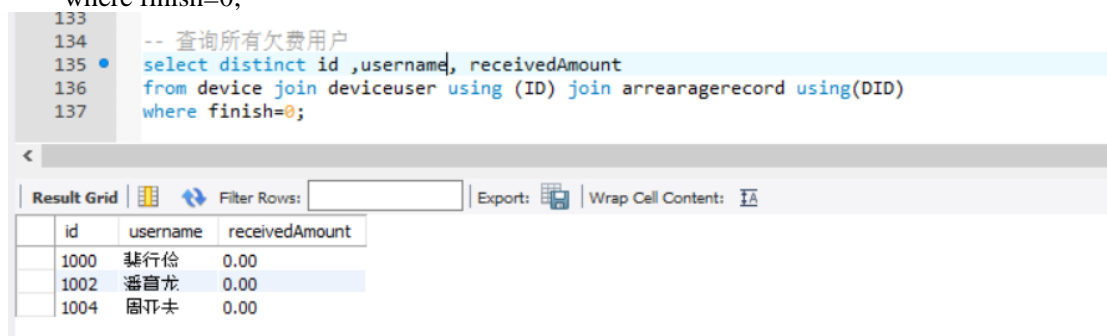 where finish=0;
133
134 -- 查询所有欠费用户
135 select distinct id ,username, receivedAmount
136 from device join deviceuser using (ID) join arrearagerecord using(DID)
137 where finish=0;
Result Grid Filter Rows: Export: Wrap Cell Content:
id username receivedAmount
1000 裴行俭 0.00
1002 潘育龙 0.00
1004 周亚夫 0.00